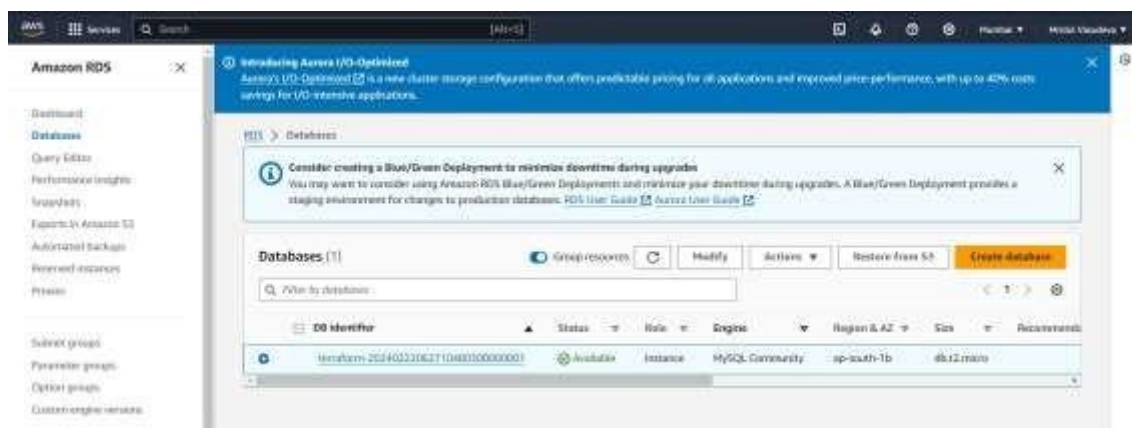 aws Services Search [Alt+S] Mumbai
Amazon RDS
Dashboard
Databases
Query Editor
Performance insights
Snapshots
Exports in Amazon S3
Automated backups
Reserved instances
Proxies
Subnet groups
Parameter groups
Option groups
Custom engine versions
Introducing Aurora I/O-Optimized
Aurora's I/O-Optimized is a new cluster storage configuration that offers predictable pricing for all applications and improved price-performance, with up to 40% costs
savings for I/O-intensive applications.
RDS > Databases
Consider creating a Blue/Green Deployment to minimize downtime during upgrades
You may want to consider using Amazon RDS Blue/Green Deployments and minimize your downtime during upgrades. A Blue/Green Deployment provides a
staging environment for changes to production databases. RDS User Guide Aurora User Guide
Databases (1) Group resources Modify Actions Restore from S3 Create database
Filter by databases 1
DB identifier Status Role Engine Region & AZ Size
Available Instance MySQL Community ap-south-1b db.t2.micro